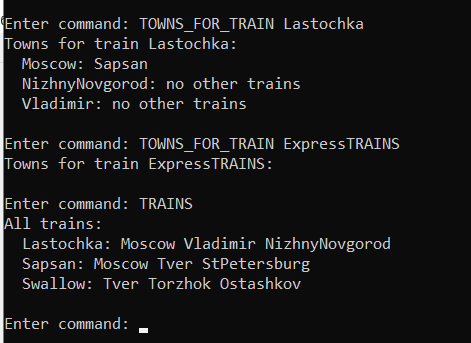 Enter command: TOWNS_FOR_TRAIN Lastochka
Towns for train Lastochka:
  Moscow: Sapsan
  NizhnyNovgorod: no other trains
  Vladimir: no other trains
Enter command: TOWNS_FOR_TRAIN ExpressTRAINS
Towns for train ExpressTRAINS:
Enter command: TRAINS
All trains:
  Lastochka: Moscow Vladimir NizhnyNovgorod
  Sapsan: Moscow Tver StPetersburg
  Swallow: Tver Torzhok Ostashkov
Enter command: